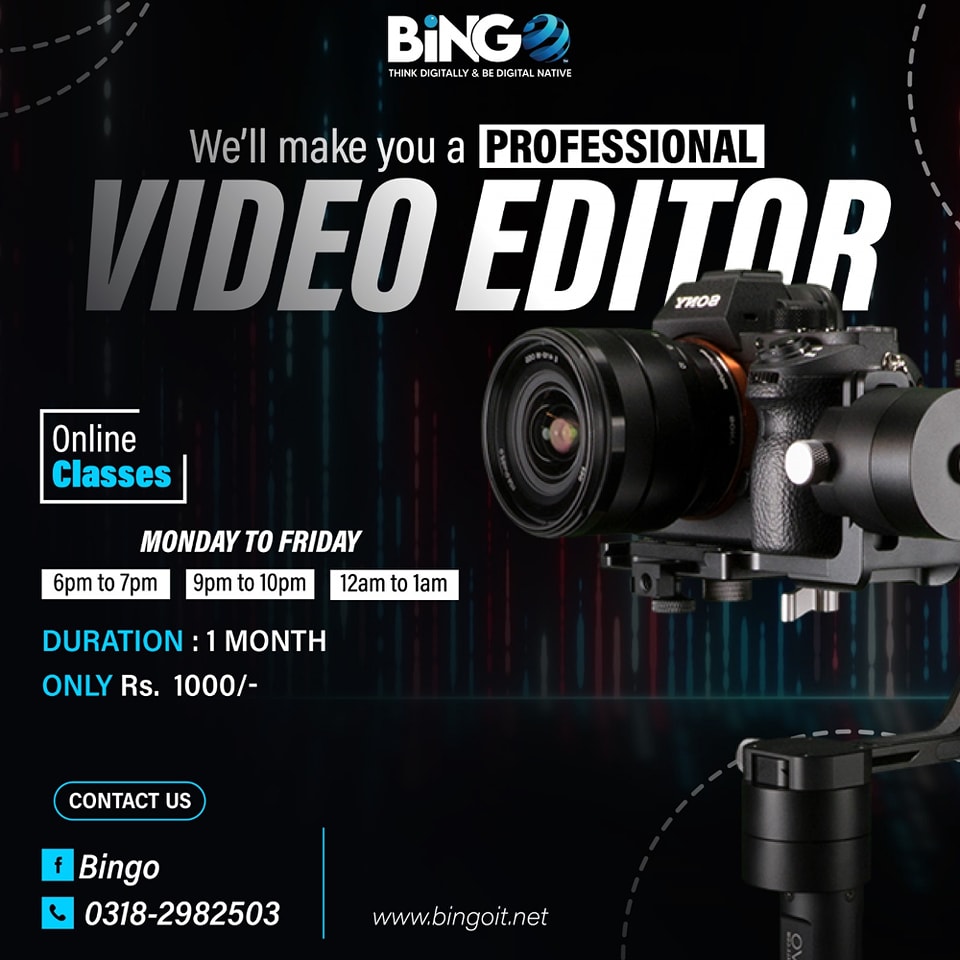 BiNGO
THINK DIGITALLY & BE DIGITAL NATIVE
We'll make you a PROFESSIONAL
VIDEO EDITOR
SONY
Online
Classes
MONDAY TO FRIDAY
6pm to 7pm 9pm to 10pm 12am to 1am
DURATION : 1 MONTH
ONLY Rs. 1000/-
CONTACT US
f Bingo
0318-2982503
www.bingoit.net